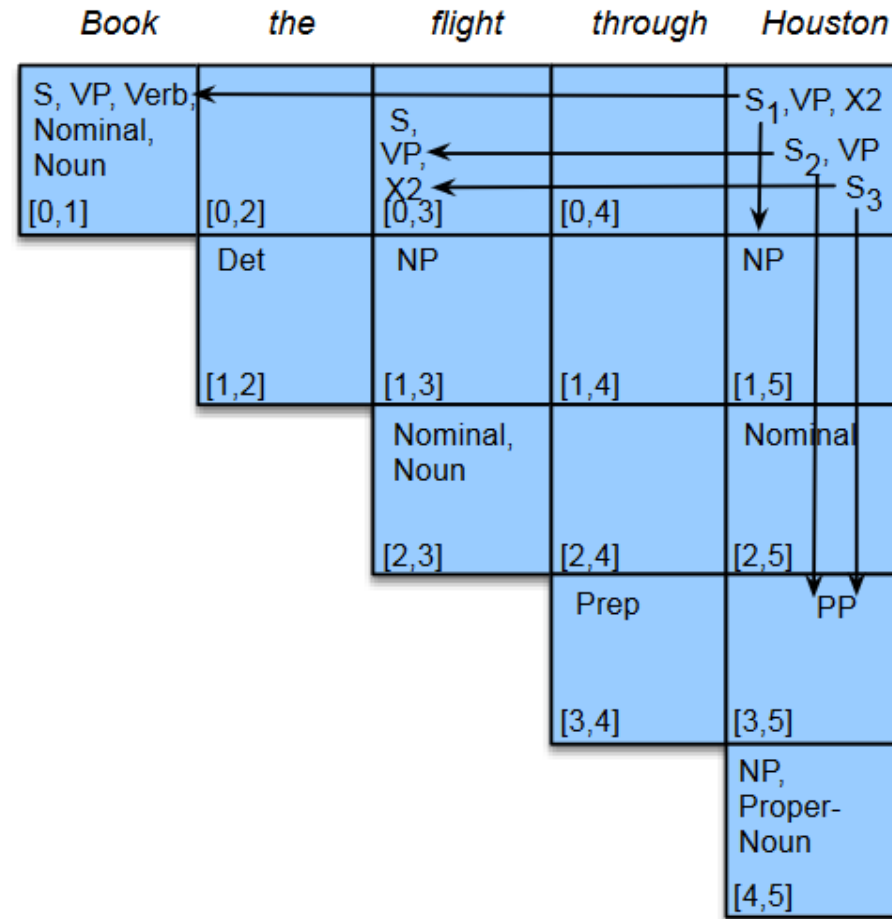 Book the flight through Houston
S, VP, Verb, Nominal, Noun
[0,1]
[0,2]
S, VP, X2
[0,3]
[0,4]
S1,VP, X2
S2, VP
S3
Det
[1,2]
NP
[1,3]
[1,4]
NP
[1,5]
Nominal,
Noun
[2,3]
[2,4]
Nominal
[2,5]
Prep
[3,4]
PP
[3,5]
NP,
Proper-
Noun
[4,5]